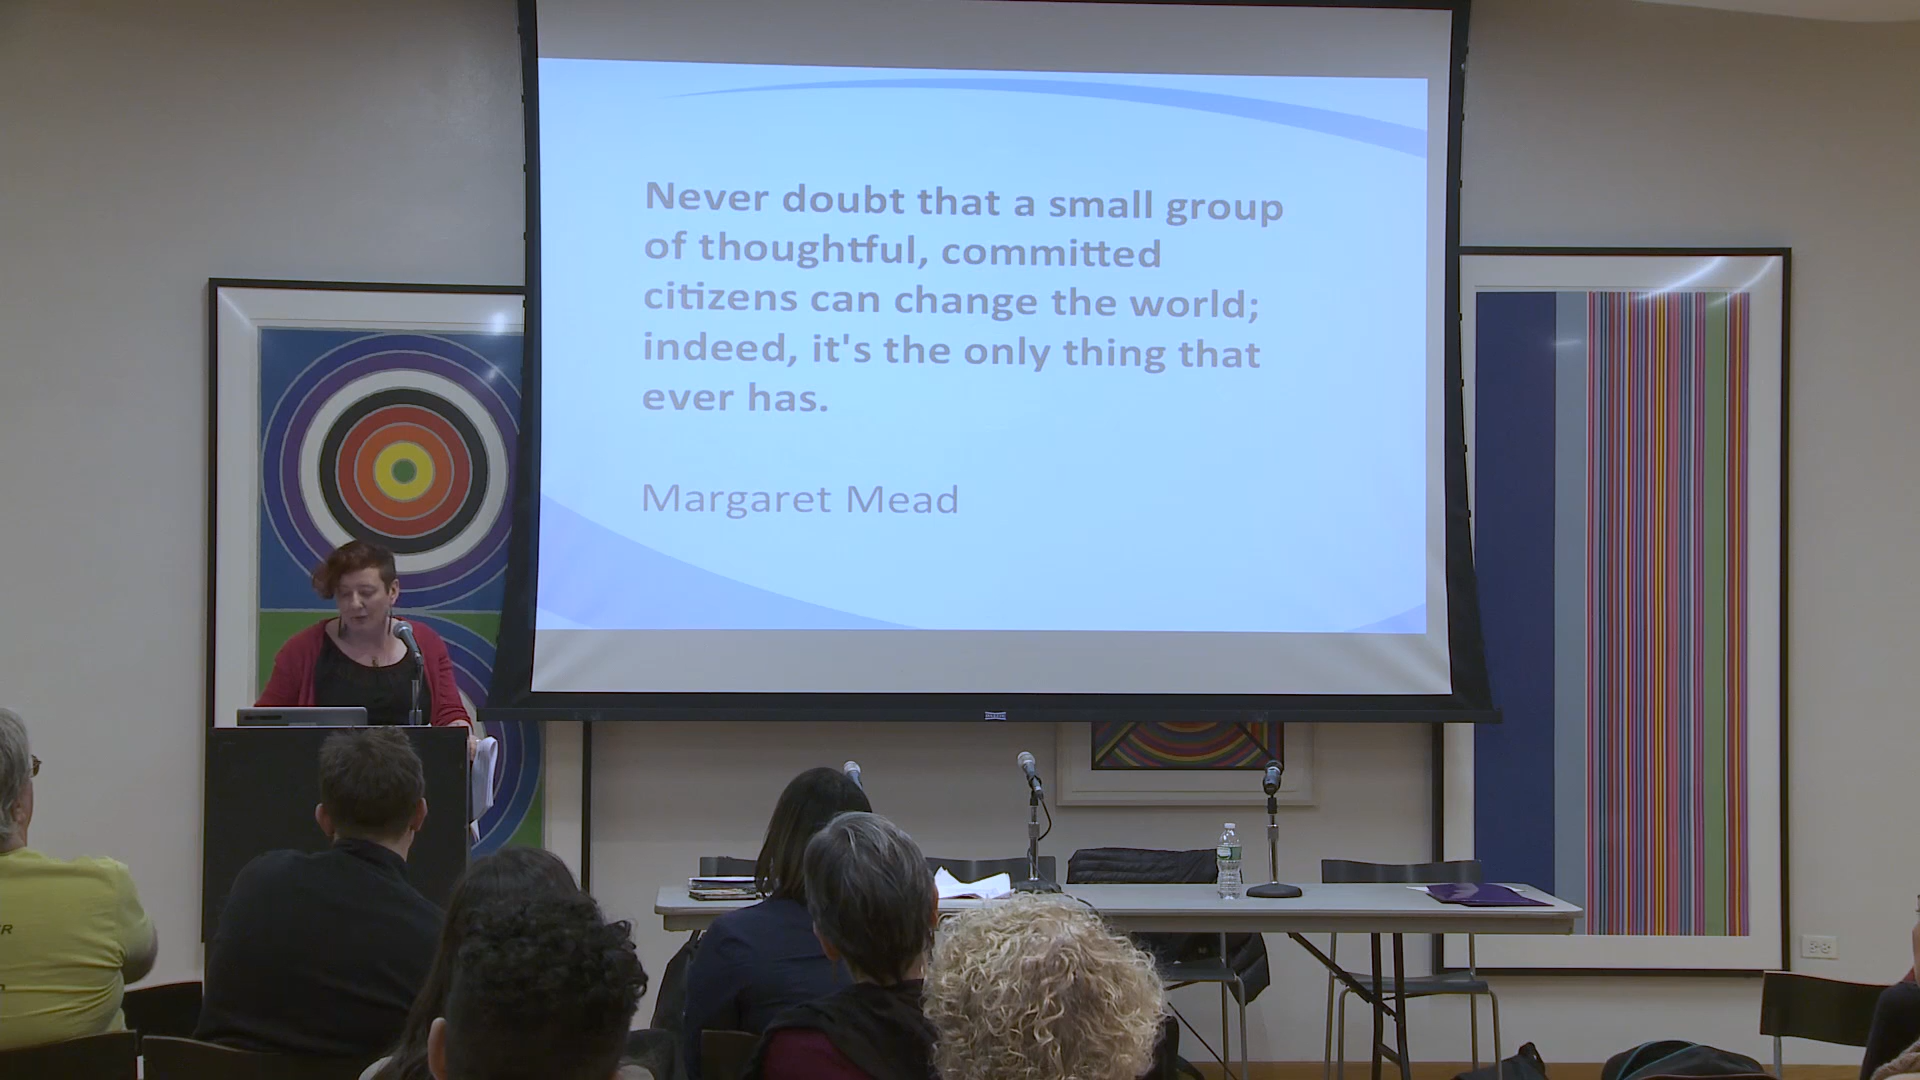 Never doubt that a small group
of thoughtful, committed
citizens can change the world;
indeed, it's the only thing that
ever has.
Margaret Mead